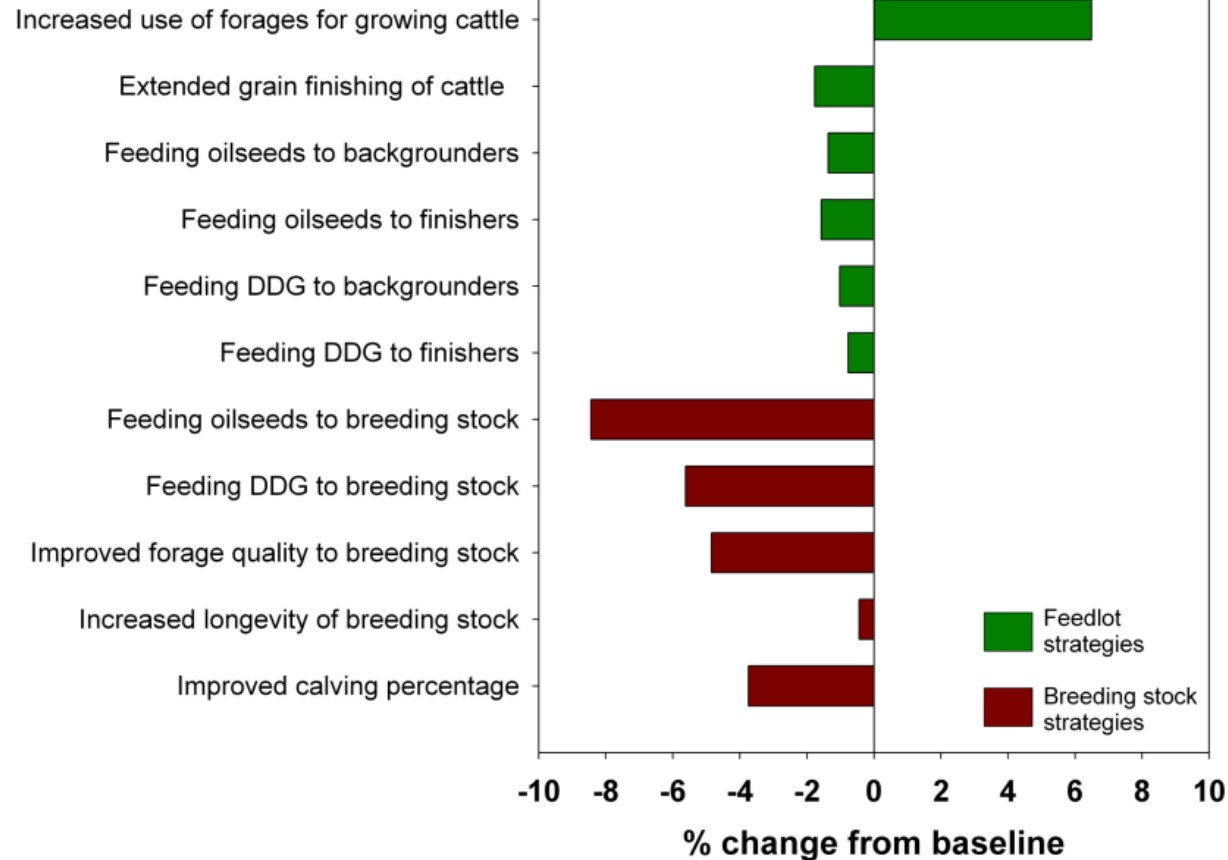 Increased use of forages for growing cattle
Extended grain finishing of cattle
Feeding oilseeds to backgrounders
Feeding oilseeds to finishers
Feeding DDG to backgrounders
Feeding DDG to finishers
Feeding oilseeds to breeding stock
Feeding DDG to breeding stock
Improved forage quality to breeding stock
Increased longevity of breeding stock
Improved calving percentage
Feedlot
strategies
Breeding stock
strategies
-10 -8 -6 -4 -2 0 2 4 6 8 10
% change from baseline